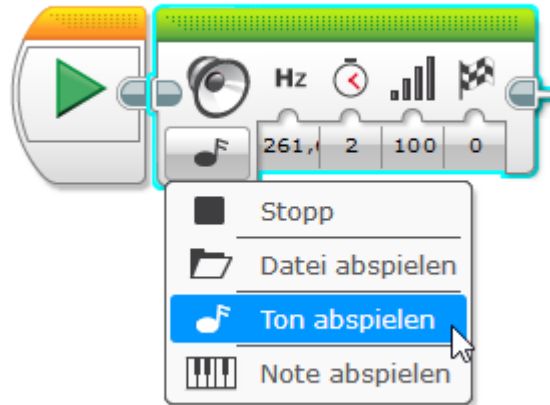 Hz
261, 2 100 0
Stopp
Datei abspielen
Ton abspielen
Note abspielen